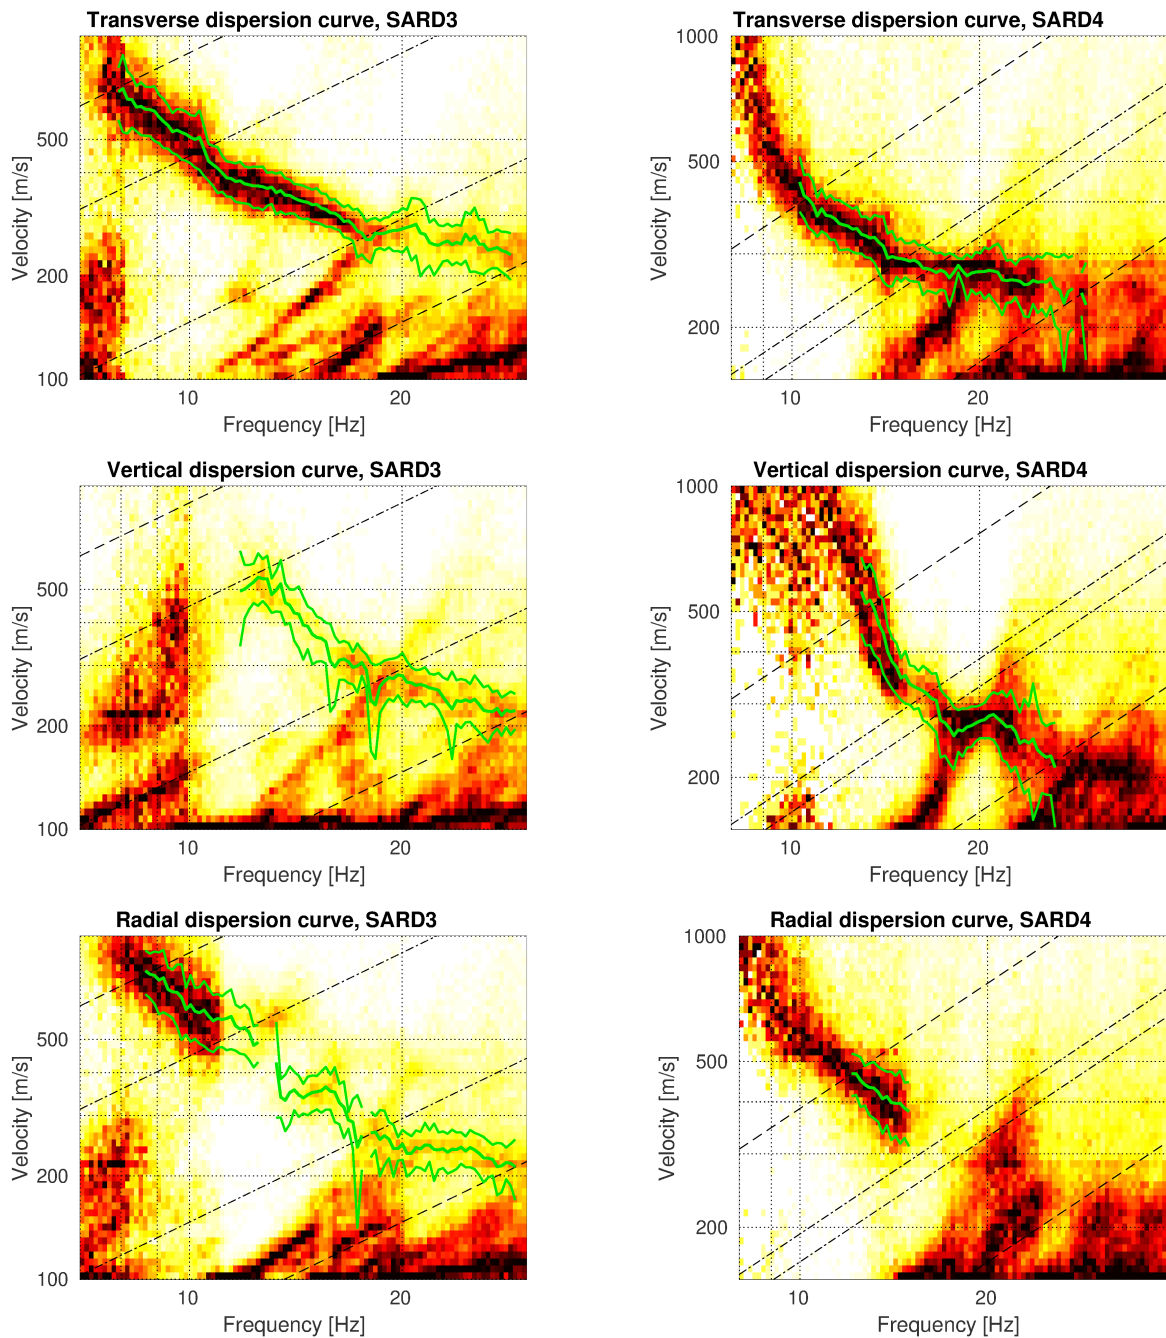 Transverse dispersion curve, SARD3
Velocity [m/s]
500
200
100
10
20
Frequency [Hz]
Transverse dispersion curve, SARD4
Velocity [m/s]
1000
500
200
10
20
Frequency [Hz]
Vertical dispersion curve, SARD3
Velocity [m/s]
500
200
100
10
20
Frequency [Hz]
Vertical dispersion curve, SARD4
Velocity [m/s]
1000
500
200
10
20
Frequency [Hz]
Radial dispersion curve, SARD3
Velocity [m/s]
500
200
100
10
20
Frequency [Hz]
Radial dispersion curve, SARD4
Velocity [m/s]
1000
500
200
10
20
Frequency [Hz]